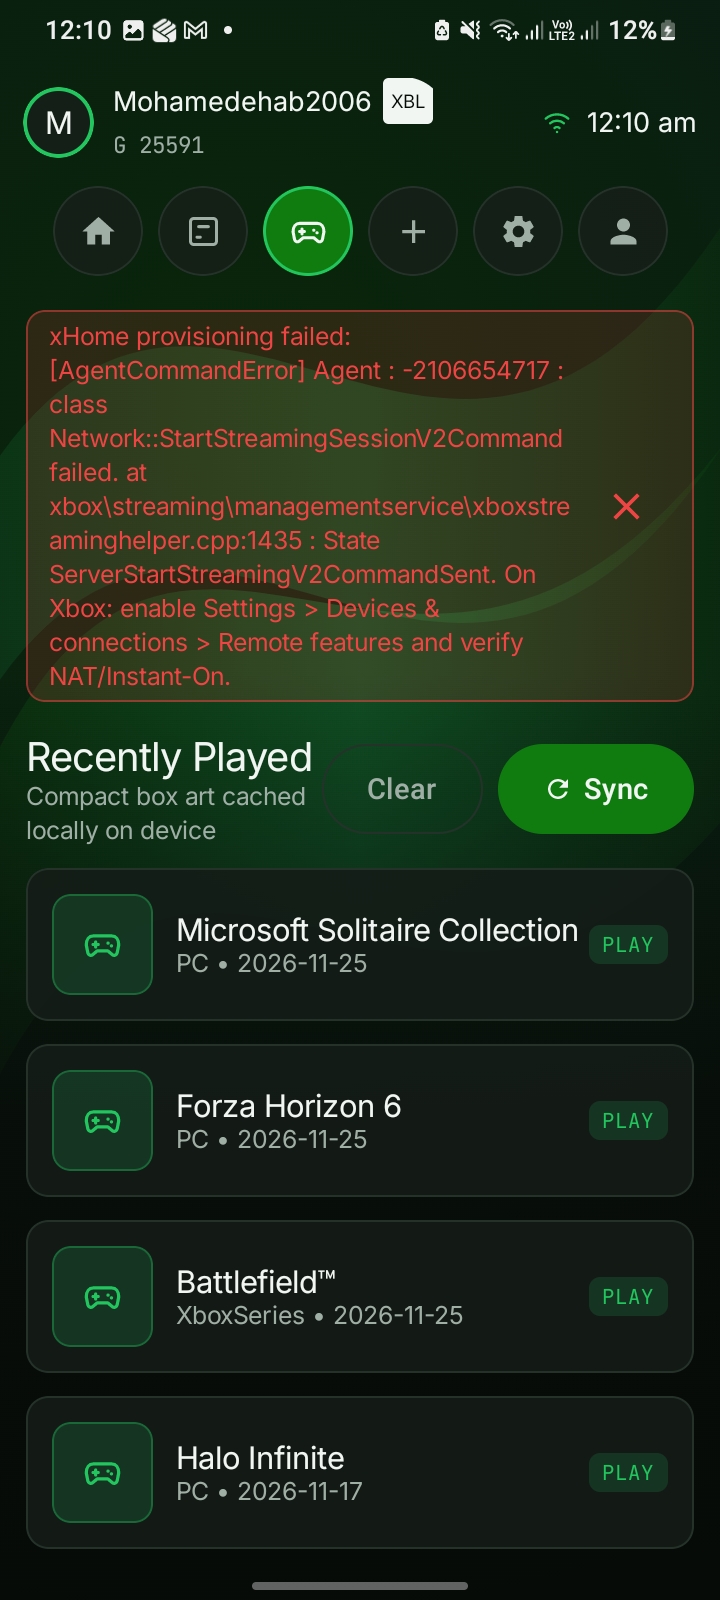 12:10
Vo))
LTE2
12%
M
Mohamedehab2006
XBL
G 25591
12:10 am
xHome provisioning failed:
[AgentCommandError] Agent : -2106654717 :
class
Network::StartStreamingSessionV2Command
failed. at
xbox\streaming\managementservice\xboxstre
aminghelper.cpp:1435 : State
ServerStartStreamingV2CommandSent. On
Xbox: enable Settings > Devices &
connections > Remote features and verify
NAT/Instant-On.
Recently Played
Compact box art cached
locally on device
Clear
Sync
Microsoft Solitaire Collection
PC • 2026-11-25
PLAY
Forza Horizon 6
PC • 2026-11-25
PLAY
Battlefield™
XboxSeries • 2026-11-25
PLAY
Halo Infinite
PC • 2026-11-17
PLAY